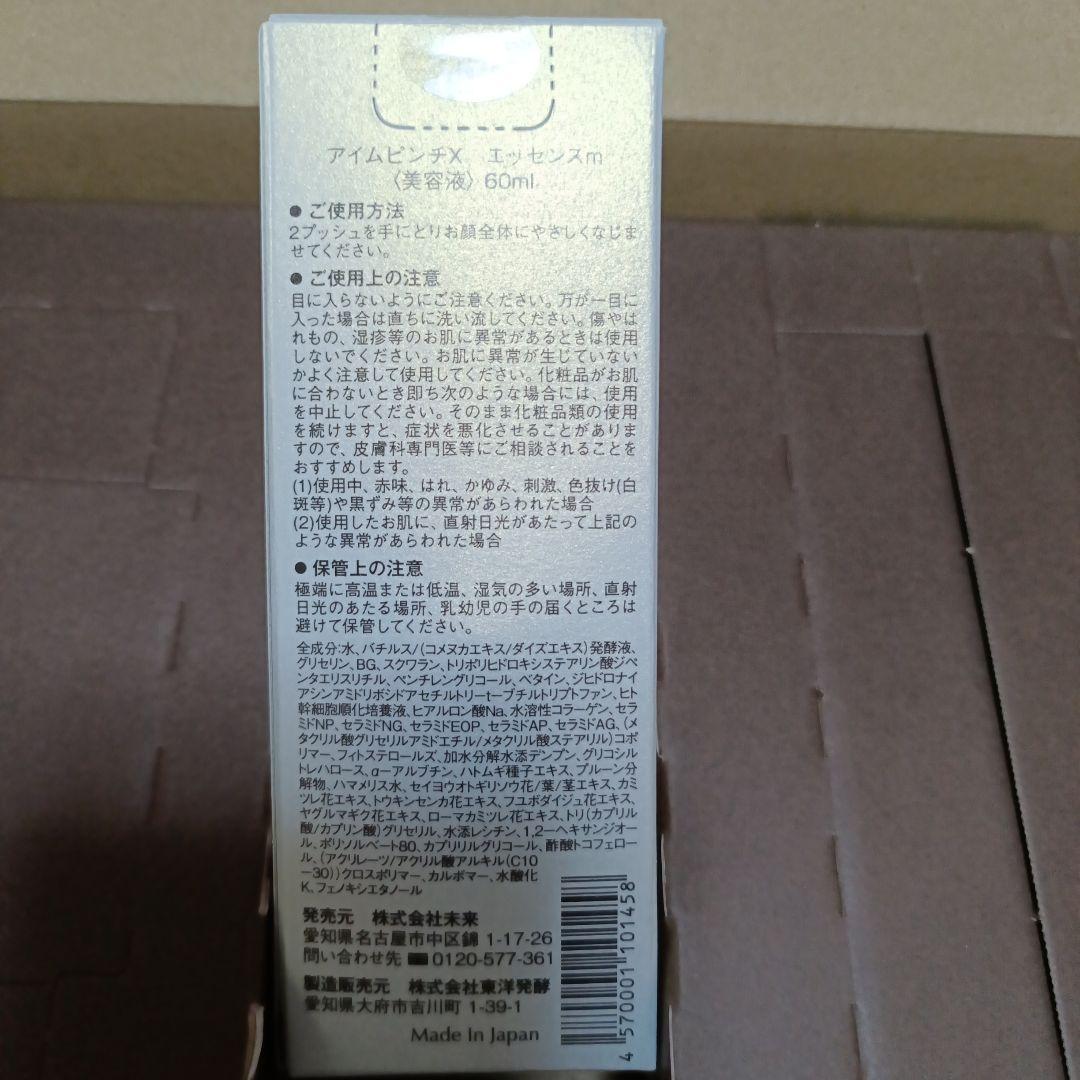 アイムピンチX エッセンスm
〈美容液〉60ml
● ご使用方法
2プッシュを手にとりお顔全体にやさしくなじま
せてください。
● ご使用上の注意
目に入らないようにご注意ください。万が一目に
入った場合は直ちに洗い流してください。傷やは
れもの、湿疹等のお肌に異常があるときは使用
しないでください。お肌に異常が生じていない
かよく注意して使用してください。化粧品がお肌
に合わないとき即ち次のような場合には、使用
を中止してください。そのまま化粧品類の使用
を続けますと、症状を悪化させることがありま
すので、皮膚科専門医等にご相談されることを
おすすめします。
(1)使用中、赤味、はれ、かゆみ、刺激、色抜け(白
斑等)や黒ずみ等の異常があらわれた場合
(2)使用したお肌に、直射日光があたって上記の
ような異常があらわれた場合
● 保管上の注意
極端に高温または低温、湿気の多い場所、直射
日光のあたる場所、乳幼児の手の届くところは
避けて保管してください。
全成分：水、バチルス/(コメヌカエキス/ダイズエキス)発酵液、
グリセリン、BG、スクワラン、トリポリヒドロキシステアリン酸ジペ
ンタエリスリチル、ペンチレングリコール、ベタイン、ジヒドロナイ
アシンアミドリボシドアセチルトリーtーブチルトリプトファン、ヒト
幹細胞順化培養液、ヒアルロン酸Na、水溶性コラーゲン、セラ
ミドNP、セラミドNG、セラミドEOP、セラミドAP、セラミドAG、(メ
タクリル酸グリセリルアミドエチル/メタクリル酸ステアリル)コポ
リマー、フィトステロールズ、加水分解水添デンプン、グリコシル
トレハロース、α－アルブチン、ハトムギ種子エキス、プルーン分
解物、ハマメリス水、セイヨウオトギリソウ花/葉/茎エキス、カミ
ツレ花エキス、トウキンセンカ花エキス、フユボダイジュ花エキス、
ヤグルマギク花エキス、ローマカミツレ花エキス、トリ(カプリル
酸/カプリン酸)グリセリル、水添レシチン、1,2－ヘキサンジオー
ル、ポリソルベート80、カプリリルグリコール、酢酸トコフェロー
ル、(アクリレーツ/アクリル酸アルキル(C10
－30))クロスポリマー、カルボマー、水酸化
K、フェノキシエタノール
発売元 株式会社未来
愛知県名古屋市中区錦 1-17-26
問い合わせ先 0120-577-361
製造販売元 株式会社東洋発酵
愛知県大府市吉川町 1-39-1
Made In Japan
4 570001 101458